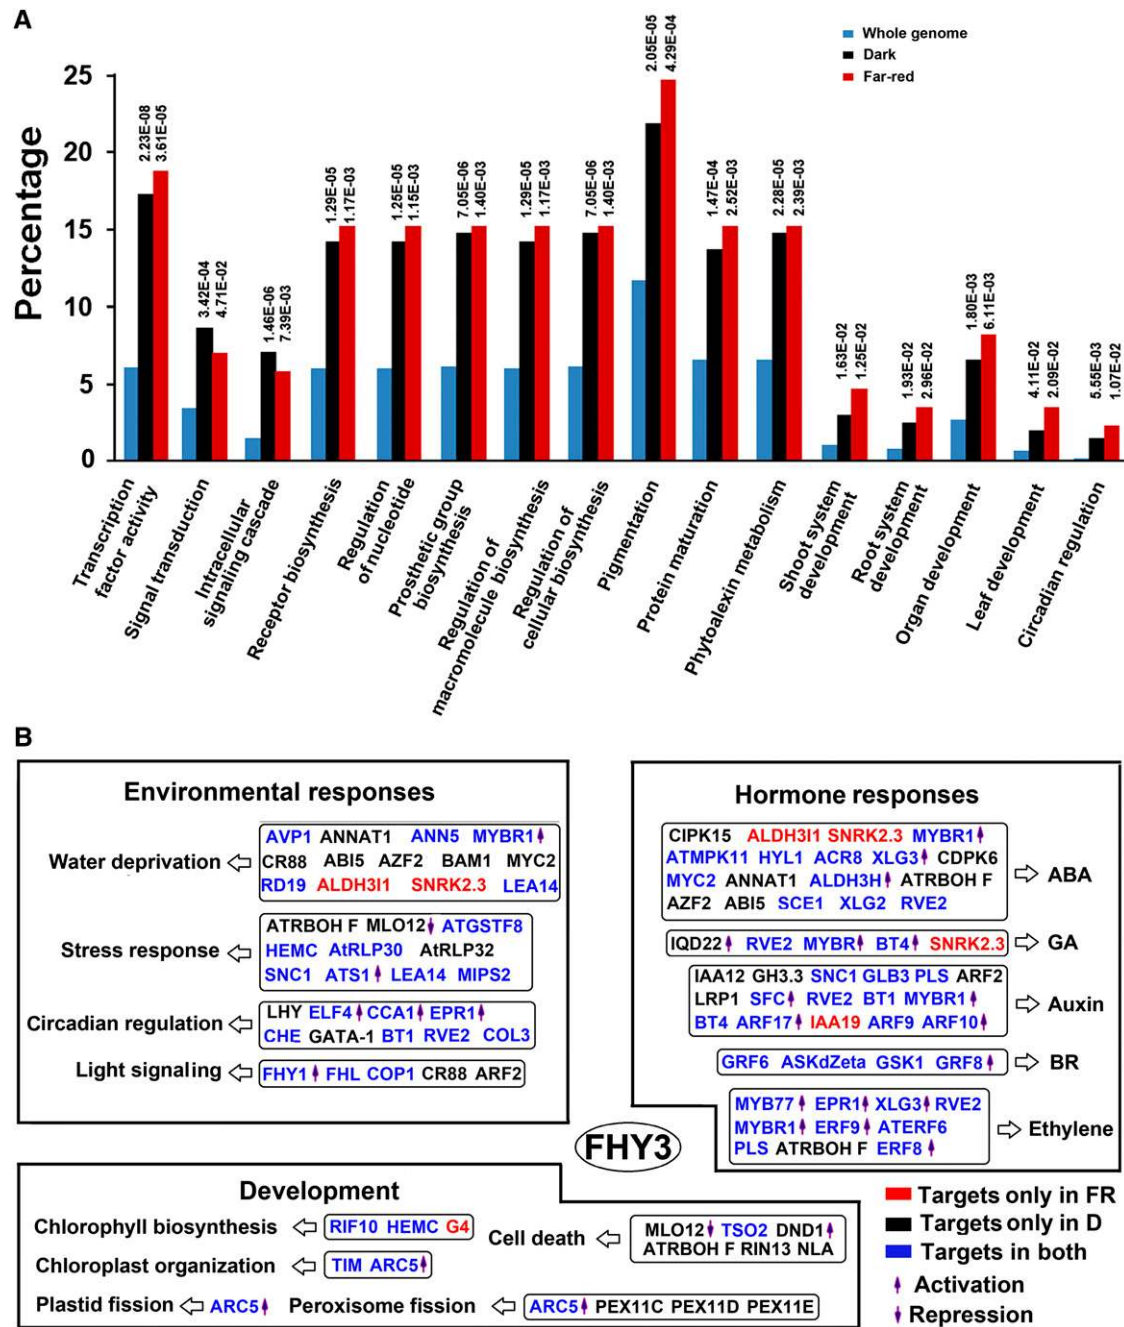 A
Whole genome
Dark
Far-red
Percentage
25
20
15
10
5
0
2.23E-08
3.61E-05
3.42E-04
4.71E-02
1.46E-06
7.39E-03
1.29E-05
1.17E-03
1.25E-05
1.15E-03
7.05E-06
1.40E-03
1.29E-05
1.17E-03
7.05E-06
1.40E-03
2.05E-05
4.29E-04
1.47E-04
2.52E-03
2.28E-05
2.39E-03
1.63E-02
1.25E-02
1.93E-02
2.96E-02
1.80E-03
6.11E-03
4.11E-02
2.09E-02
5.55E-03
1.07E-02
Transcription
factor activity
Signal transduction
Intracellular
signaling cascade
Receptor biosynthesis
Regulation
of nucleotide
Prosthetic group
biosynthesis
Regulation of
macromolecule biosynthesis
Regulation of
cellular biosynthesis
Pigmentation
Protein maturation
Phytoalexin metabolism
Shoot system
development
Root system
development
Organ development
Leaf development
Circadian regulation
B
Environmental responses
Water deprivation
AVP1 ANNAT1 ANN5 MYBR1
CR88 ABI5 AZF2 BAM1 MYC2
RD19 ALDH3I1 SNRK2.3 LEA14
Stress response
ATRBOH F MLO12 ATGSTF8
HEMC AtRLP30 AtRLP32
SNC1 ATS1 LEA14 MIPS2
Circadian regulation
LHY ELF4 CCA1 EPR1
CHE GATA-1 BT1 RVE2 COL3
Light signaling
FHY1 FHL COP1 CR88 ARF2
Hormone responses
CIPK15 ALDH3I1 SNRK2.3 MYBR1
ATMPK11 HYL1 ACR8 XLG3 CDPK6
MYC2 ANNAT1 ALDH3H ATRBOH F
AZF2 ABI5 SCE1 XLG2 RVE2
ABA
IQD22 RVE2 MYBR BT4 SNRK2.3
GA
IAA12 GH3.3 SNC1 GLB3 PLS ARF2
LRP1 SFC RVE2 BT1 MYBR1
BT4 ARF17 IAA19 ARF9 ARF10
Auxin
GRF6 ASKdZeta GSK1 GRF8
BR
MYB77 EPR1 XLG3 RVE2
MYBR1 ERF9 ATERF6
PLS ATRBOH F ERF8
Ethylene
FHY3
Development
Chlorophyll biosynthesis
RIF10 HEMC G4
Chloroplast organization
TIM ARC5
Plastid fission
ARC5
Cell death
MLO12 TSO2 DND1
ATRBOH F RIN13 NLA
Peroxisome fission
ARC5 PEX11C PEX11D PEX11E
Targets only in FR
Targets only in D
Targets in both
Activation
Repression